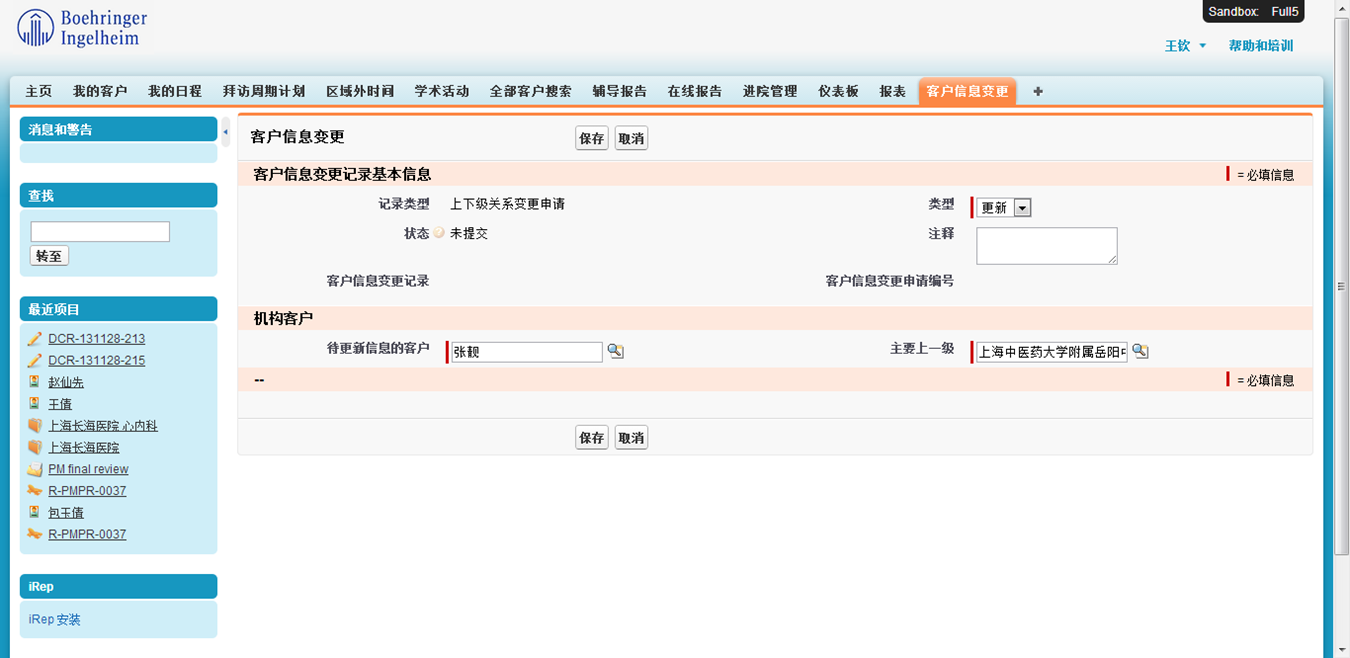 Boehringer
Ingelheim
Sandbox: Full5
王钦 帮助和培训
主页 我的客户 我的日程 拜访周期计划 区域外时间 学术活动 全部客户搜索 辅导报告 在线报告 进院管理 仪表板 报表 客户信息变更 +
消息和警告
查找
转至
最近项目
DCR-131128-213
DCR-131128-215
赵仙先
王倩
上海长海医院 心内科
上海长海医院
PM final review
R-PMPR-0037
包玉倩
R-PMPR-0037
iRep
iRep 安装
客户信息变更 保存 取消
客户信息变更记录基本信息 = 必填信息
记录类型 上下级关系变更申请 类型 更新
状态 未提交 注释
客户信息变更记录 客户信息变更申请编号
机构客户
待更新信息的客户 张靓 主要上一级 上海中医药大学附属岳阳中
-- = 必填信息
保存 取消